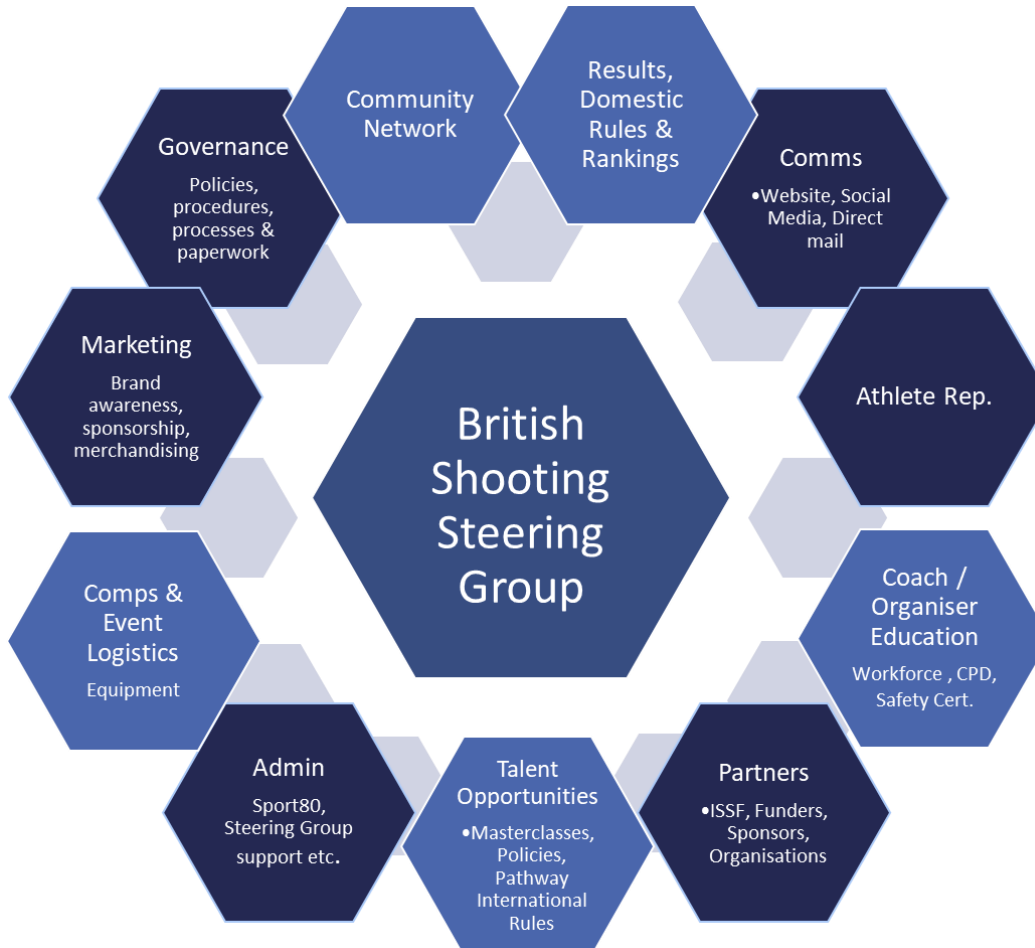 Community
Network
Results,
Domestic
Rules &
Rankings
Governance
Policies,
procedures,
processes &
paperwork
Comms
•Website, Social
Media, Direct
mail
Marketing
Brand
awareness,
sponsorship,
merchandising
Athlete Rep.
British
Shooting
Steering
Group
Comps &
Event
Logistics
Equipment
Coach /
Organiser
Education
Workforce , CPD,
Safety Cert.
Admin
Sport80,
Steering Group
support etc.
Talent
Opportunities
•Masterclasses,
Policies,
Pathway
International
Rules
Partners
•ISSF, Funders,
Sponsors,
Organisations